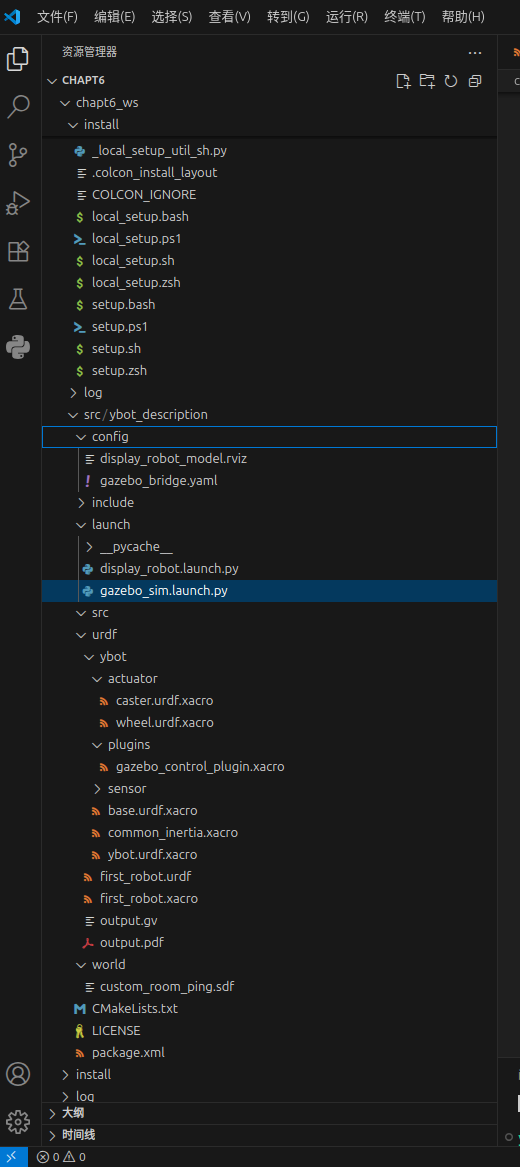 文件(F) 编辑(E) 选择(S) 查看(V) 转到(G) 运行(R) 终端(T) 帮助(H)
资源管理器
CHAPT6
chapt6_ws
install
_local_setup_util_sh.py
.colcon_install_layout
COLCON_IGNORE
local_setup.bash
local_setup.ps1
local_setup.sh
local_setup.zsh
setup.bash
setup.ps1
setup.sh
setup.zsh
log
src/ybot_description
config
display_robot_model.rviz
gazebo_bridge.yaml
include
launch
__pycache__
display_robot.launch.py
gazebo_sim.launch.py
src
urdf
ybot
actuator
caster.urdf.xacro
wheel.urdf.xacro
plugins
gazebo_control_plugin.xacro
sensor
base.urdf.xacro
common_inertia.xacro
ybot.urdf.xacro
first_robot.urdf
first_robot.xacro
output.gv
output.pdf
world
custom_room_ping.sdf
CMakeLists.txt
LICENSE
package.xml
install
log
大纲
时间线
0 0